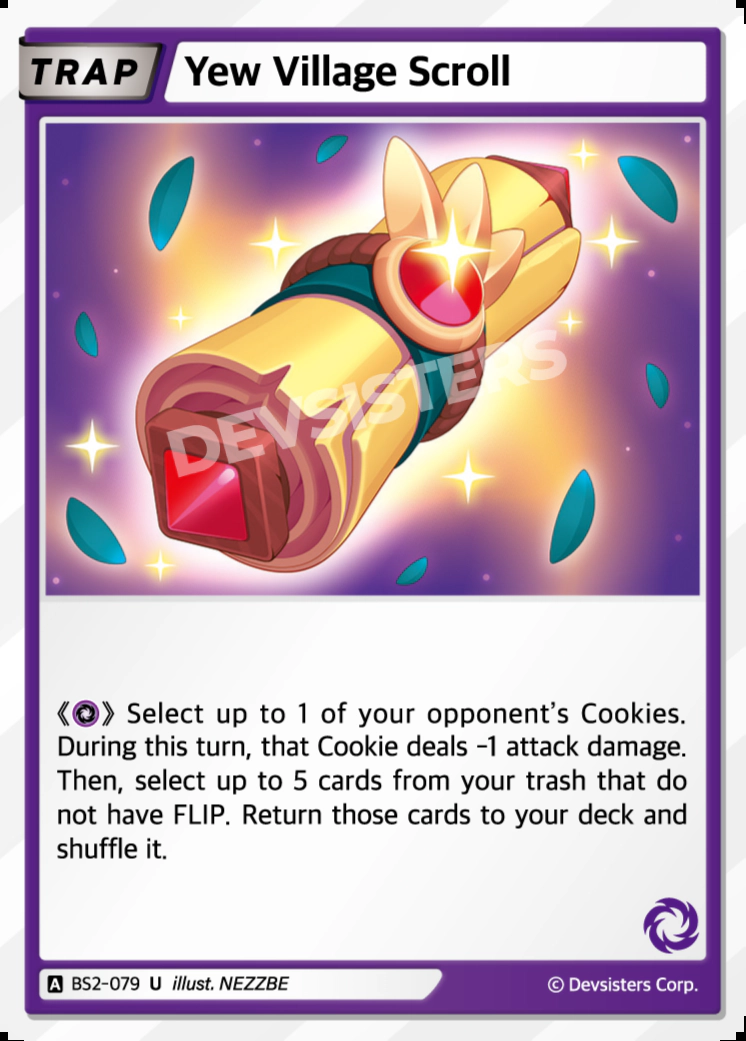 TRAP
Yew Village Scroll
DEVSISTERS
《》 Select up to 1 of your opponent's Cookies.
During this turn, that Cookie deals -1 attack damage.
Then, select up to 5 cards from your trash that do
not have FLIP. Return those cards to your deck and
shuffle it.
A BS2-079 U illust. NEZZBE
© Devsisters Corp.